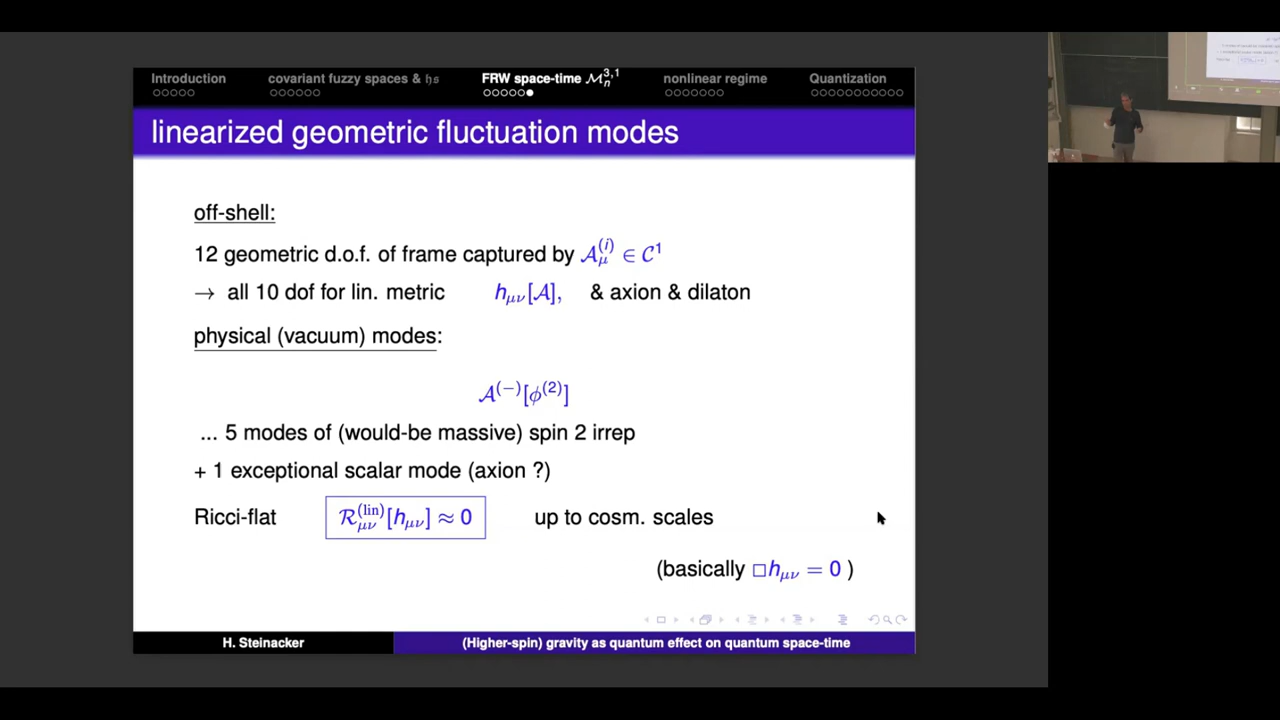 Introduction covariant fuzzy spaces & 𝔥𝔰 FRW space-time ℳₙ³,¹ nonlinear regime Quantization
linearized geometric fluctuation modes
off-shell:
12 geometric d.o.f. of frame captured by 𝒜_μ^(i) ∈ 𝒞¹
→ all 10 dof for lin. metric h_μν[𝒜], & axion & dilaton
physical (vacuum) modes:
𝒜^(−)[ϕ^(2)]
... 5 modes of (would-be massive) spin 2 irrep
+ 1 exceptional scalar mode (axion ?)
Ricci-flat ℛ_μν^(lin)[h_μν] ≈ 0 up to cosm. scales
(basically □h_μν = 0 )
H. Steinacker (Higher-spin) gravity as quantum effect on quantum space-time